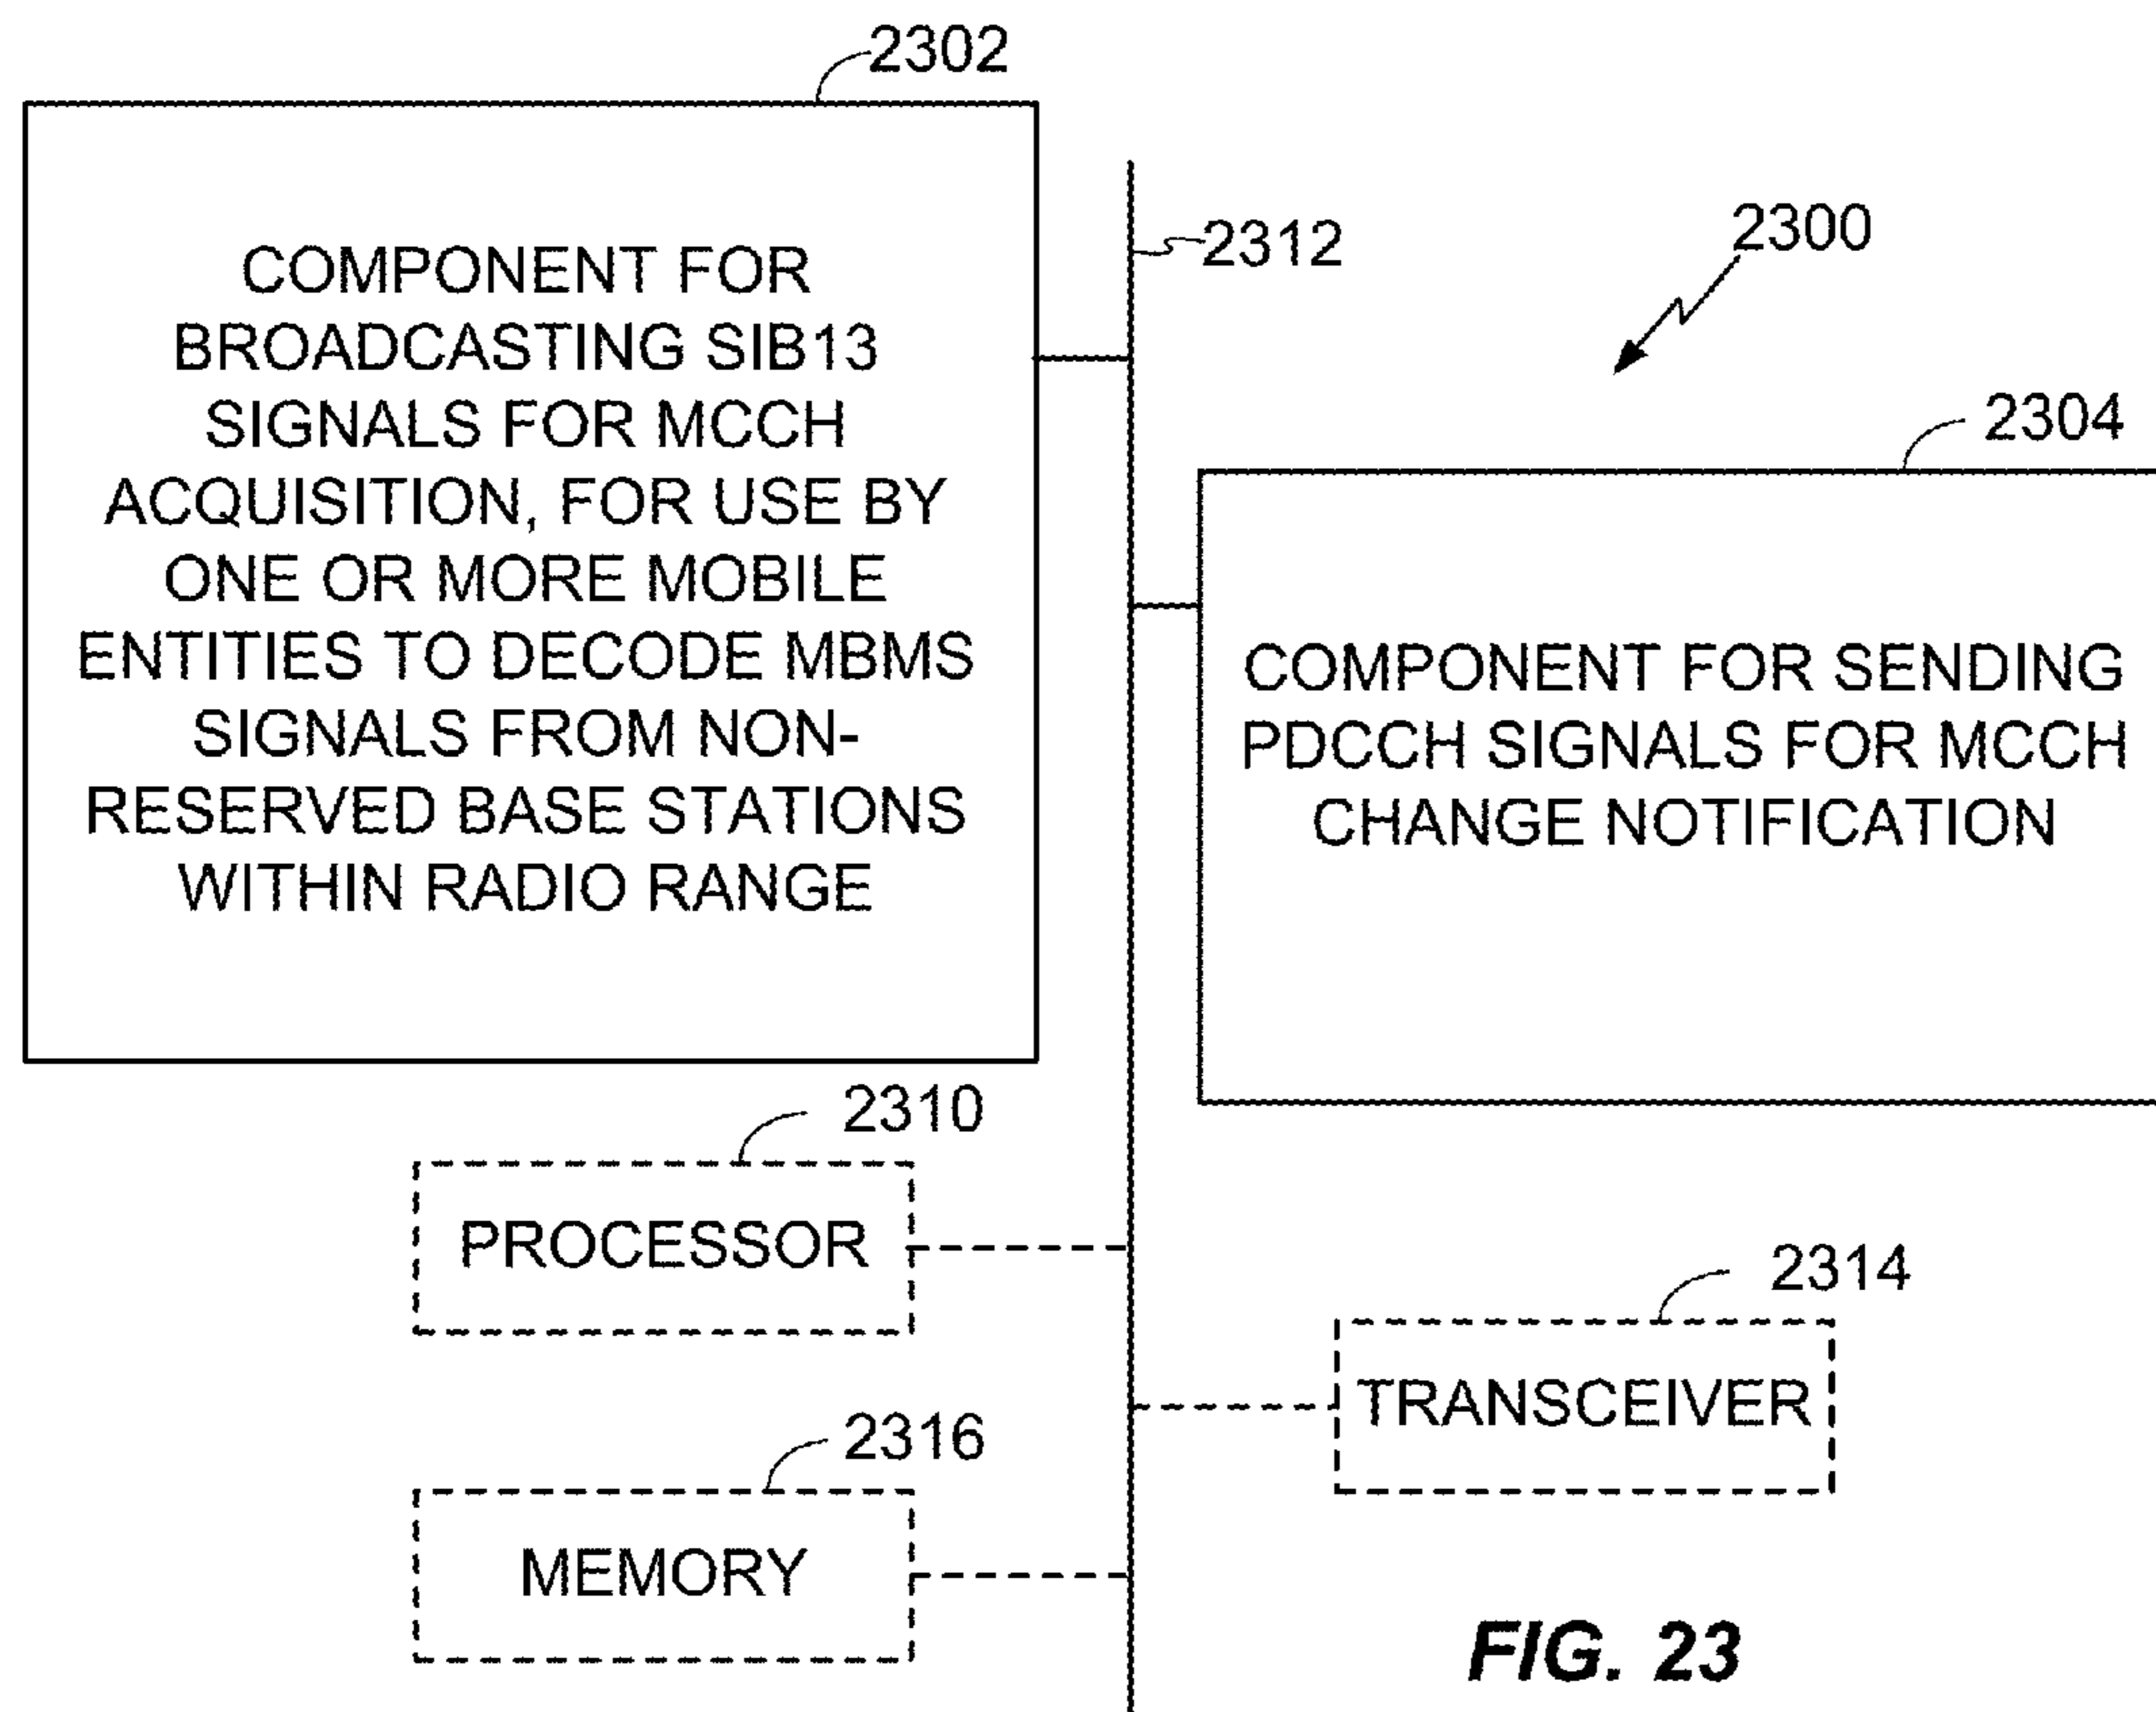 2302
COMPONENT FOR
BROADCASTING SIB13
SIGNALS FOR MCCH
ACQUISITION, FOR USE BY
ONE OR MORE MOBILE
ENTITIES TO DECODE MBMS
SIGNALS FROM NON-
RESERVED BASE STATIONS
WITHIN RADIO RANGE
2312
2300
2304
COMPONENT FOR SENDING
PDCCH SIGNALS FOR MCCH
CHANGE NOTIFICATION
2310
PROCESSOR
2314
TRANSCEIVER
2316
MEMORY
FIG. 23